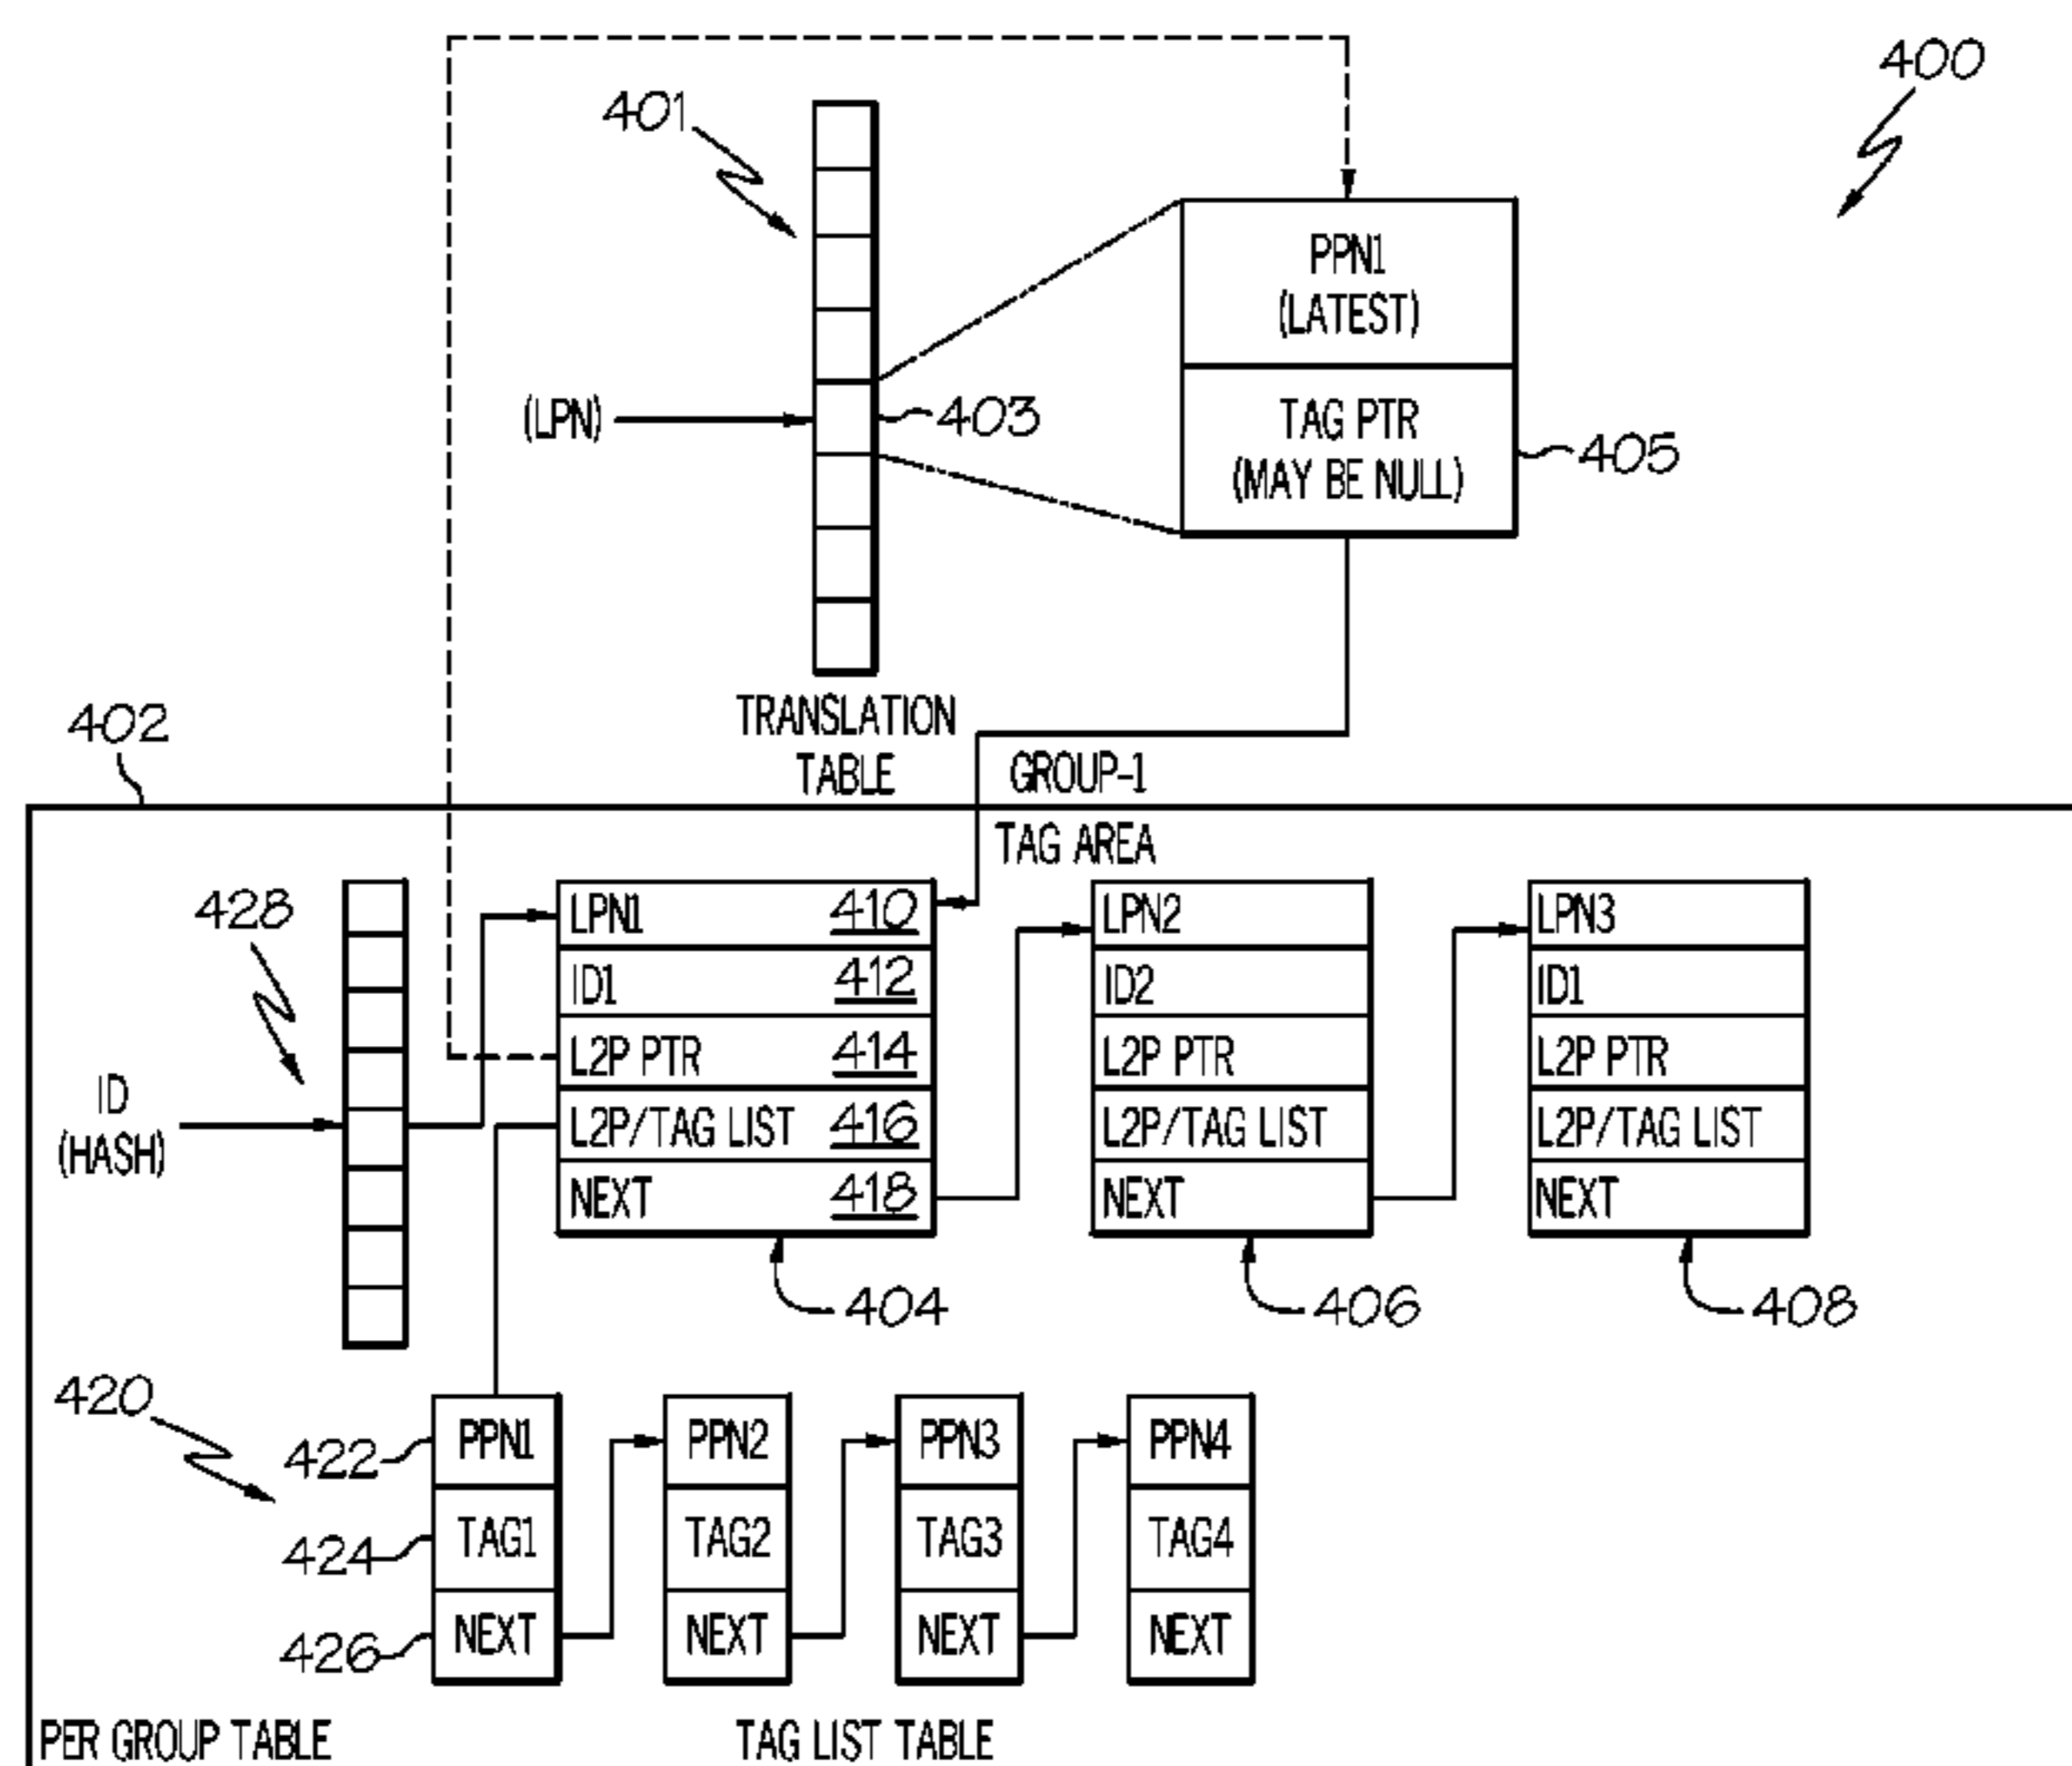 400
401
PPN1
(LATEST)
(LPN)
403
TAG PTR
(MAY BE NULL)
405
TRANSLATION
TABLE
402
GROUP-1
TAG AREA
428
LPN1 410
ID1 412
L2P PTR 414
L2P/TAG LIST 416
NEXT 418
LPN2
ID2
L2P PTR
L2P/TAG LIST
NEXT
LPN3
ID1
L2P PTR
L2P/TAG LIST
NEXT
ID
(HASH)
404
406
408
420
422
424
426
PPN1
TAG1
NEXT
PPN2
TAG2
NEXT
PPN3
TAG3
NEXT
PPN4
TAG4
NEXT
PER GROUP TABLE
TAG LIST TABLE